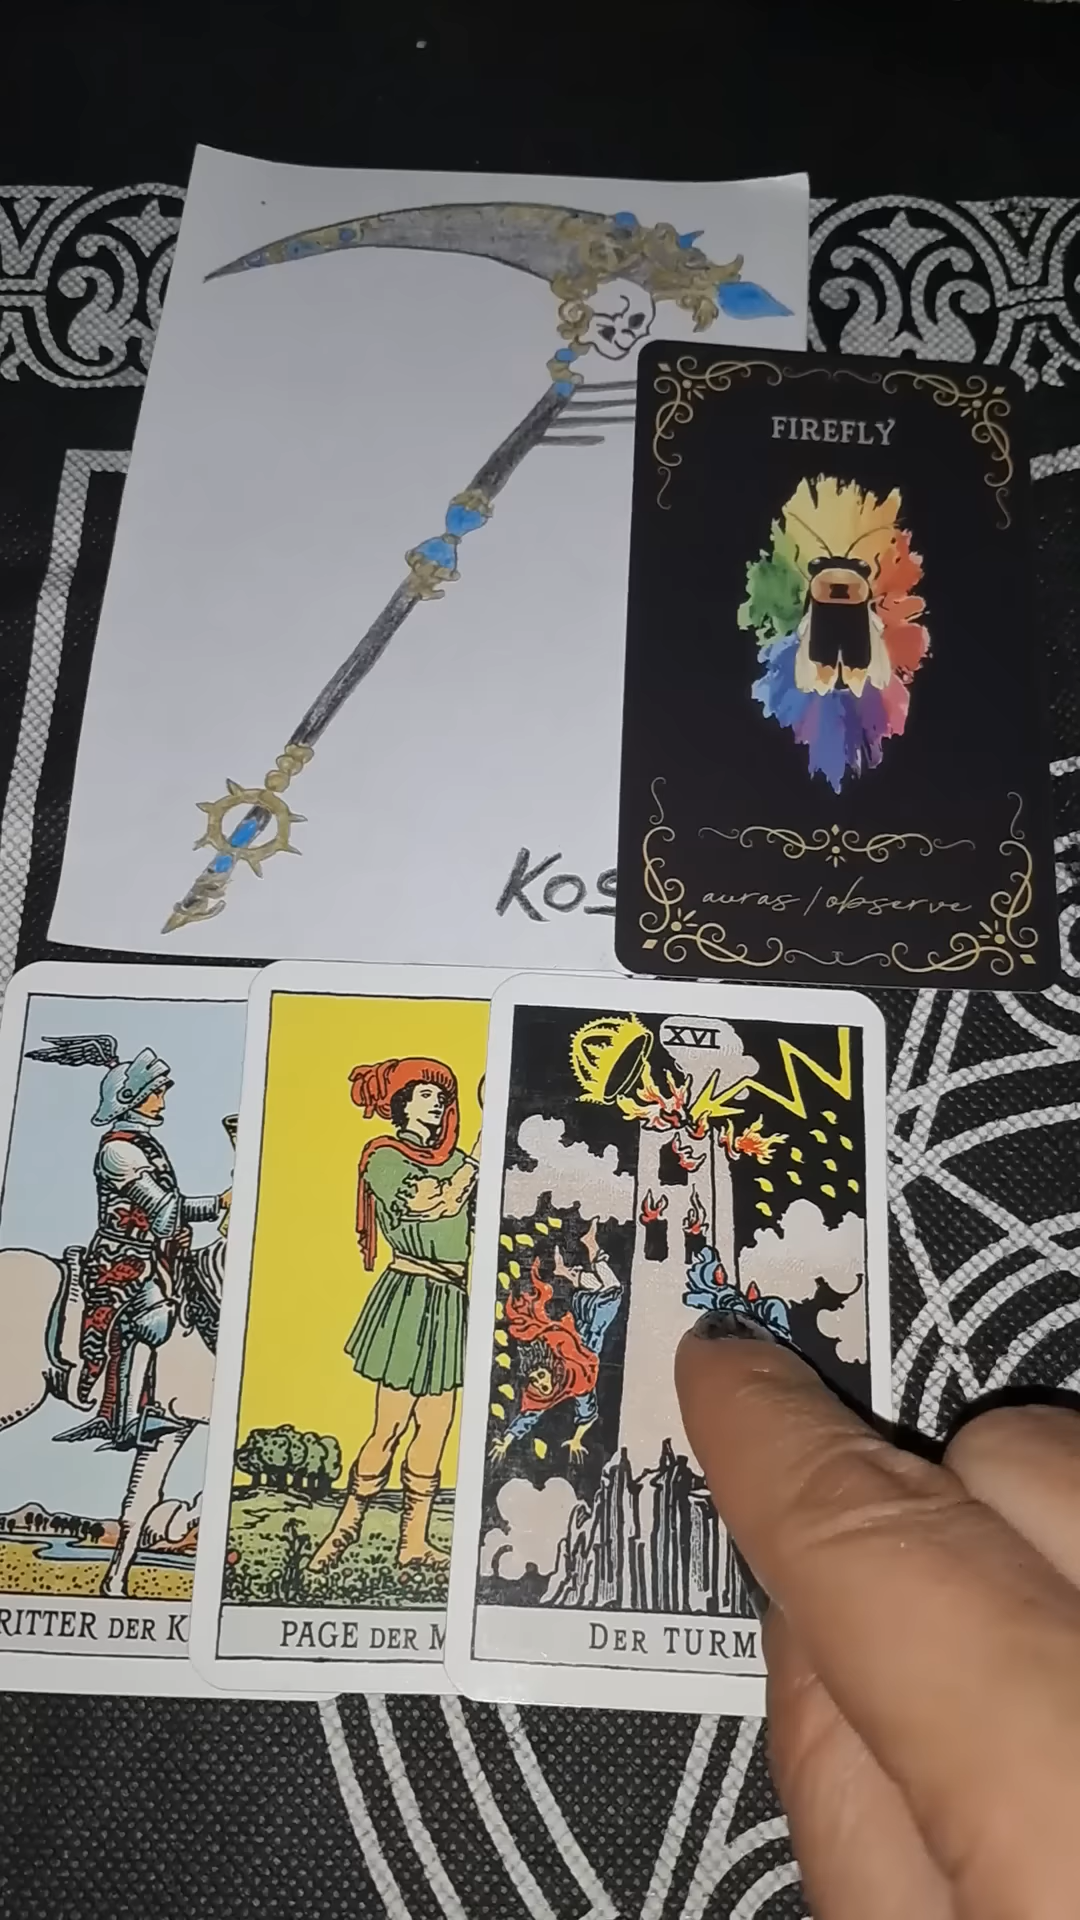 FIREFLY
Kos
auras / observe
XVI
RITTER DER K
PAGE DER M
DER TURM